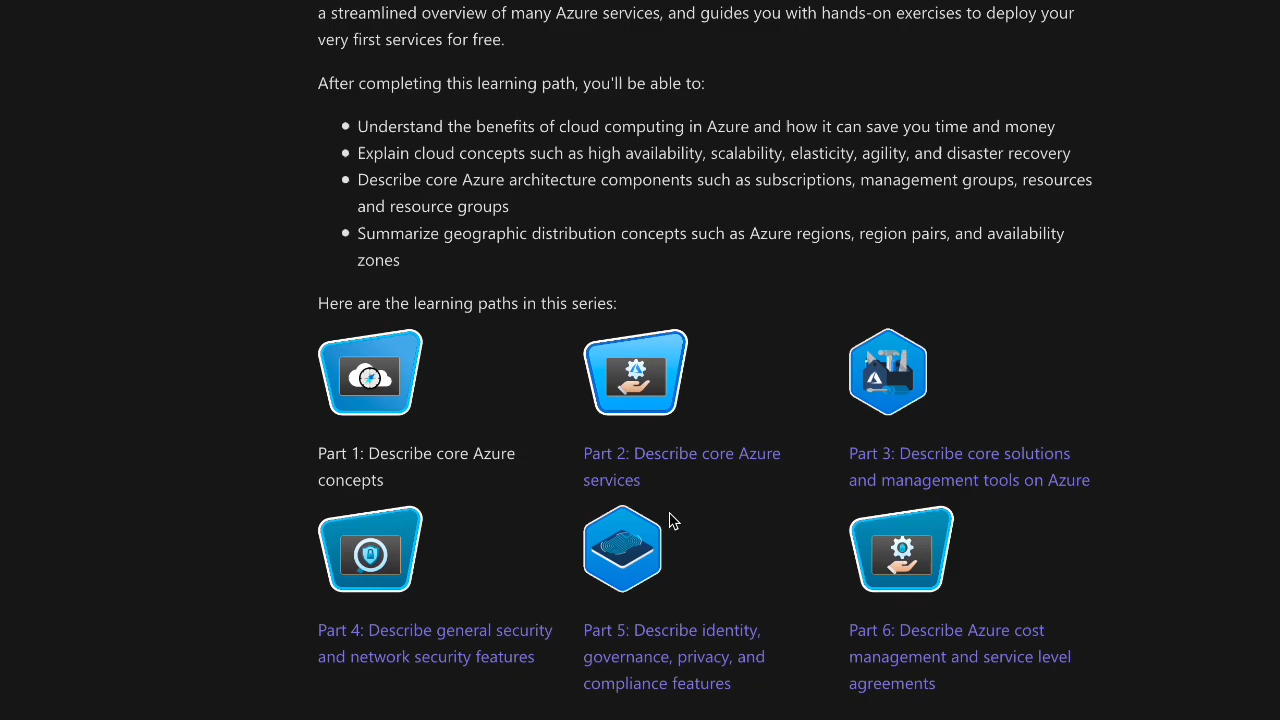 a streamlined overview of many Azure services, and guides you with hands-on exercises to deploy your
very first services for free.
After completing this learning path, you'll be able to:
Understand the benefits of cloud computing in Azure and how it can save you time and money
Explain cloud concepts such as high availability, scalability, elasticity, agility, and disaster recovery
Describe core Azure architecture components such as subscriptions, management groups, resources
and resource groups
Summarize geographic distribution concepts such as Azure regions, region pairs, and availability
zones
Here are the learning paths in this series:
Part 1: Describe core Azure
concepts
Part 2: Describe core Azure
services
Part 3: Describe core solutions
and management tools on Azure
Part 4: Describe general security
and network security features
Part 5: Describe identity,
governance, privacy, and
compliance features
Part 6: Describe Azure cost
management and service level
agreements